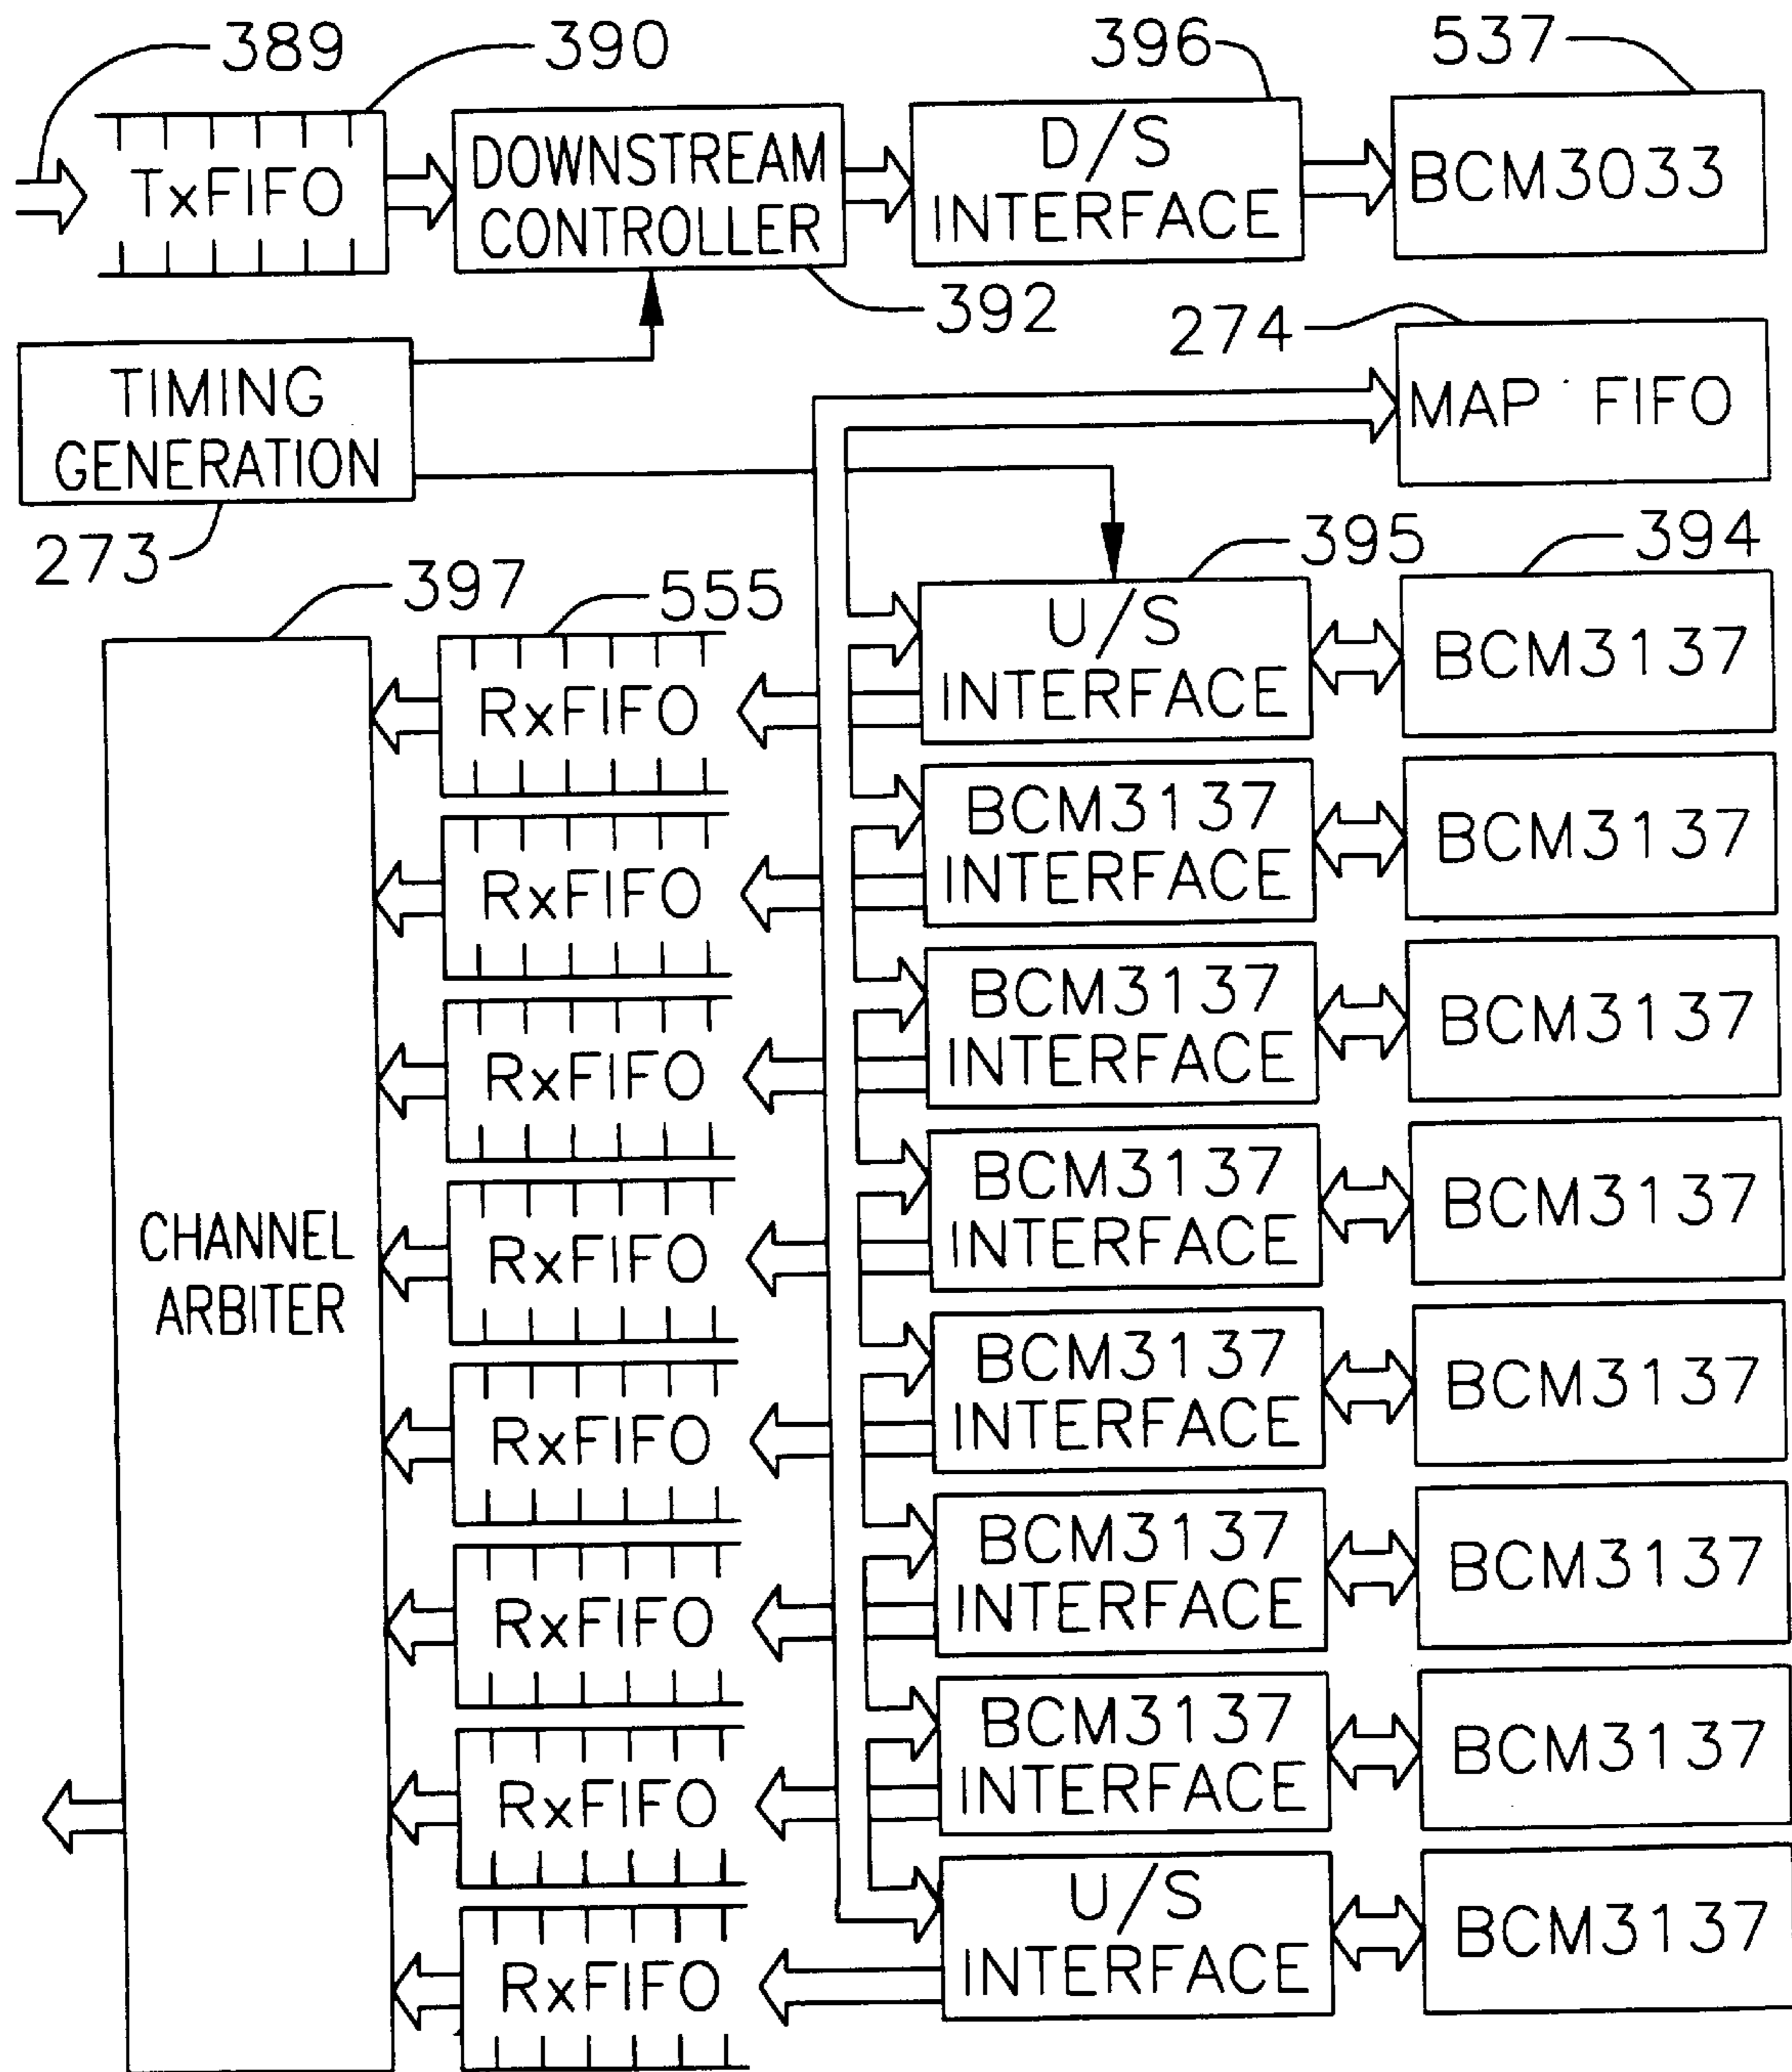 389
390
396
537
TxFIFO
DOWNSTREAM
CONTROLLER
D/S
INTERFACE
BCM3033
392
274
TIMING
GENERATION
MAP FIFO
273
397
555
395
394
RxFIFO
U/S
INTERFACE
BCM3137
RxFIFO
BCM3137
INTERFACE
BCM3137
RxFIFO
BCM3137
INTERFACE
BCM3137
CHANNEL
ARBITER
RxFIFO
BCM3137
INTERFACE
BCM3137
RxFIFO
BCM3137
INTERFACE
BCM3137
RxFIFO
BCM3137
INTERFACE
BCM3137
RxFIFO
BCM3137
INTERFACE
BCM3137
RxFIFO
U/S
INTERFACE
BCM3137